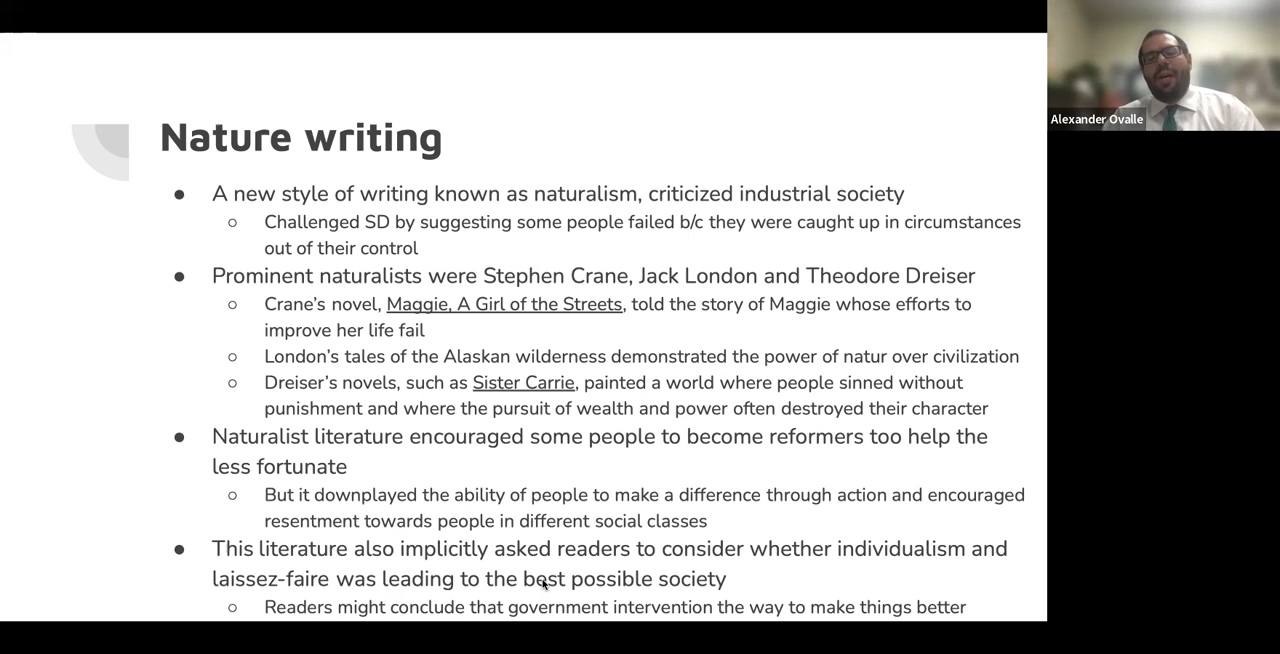 Nature writing
● A new style of writing known as naturalism, criticized industrial society
○ Challenged SD by suggesting some people failed b/c they were caught up in circumstances
out of their control
● Prominent naturalists were Stephen Crane, Jack London and Theodore Dreiser
○ Crane's novel, Maggie, A Girl of the Streets, told the story of Maggie whose efforts to
improve her life fail
○ London's tales of the Alaskan wilderness demonstrated the power of natur over civilization
○ Dreiser's novels, such as Sister Carrie, painted a world where people sinned without
punishment and where the pursuit of wealth and power often destroyed their character
● Naturalist literature encouraged some people to become reformers too help the
less fortunate
○ But it downplayed the ability of people to make a difference through action and encouraged
resentment towards people in different social classes
● This literature also implicitly asked readers to consider whether individualism and
laissez-faire was leading to the best possible society
○ Readers might conclude that government intervention the way to make things better
Alexander Ovalle